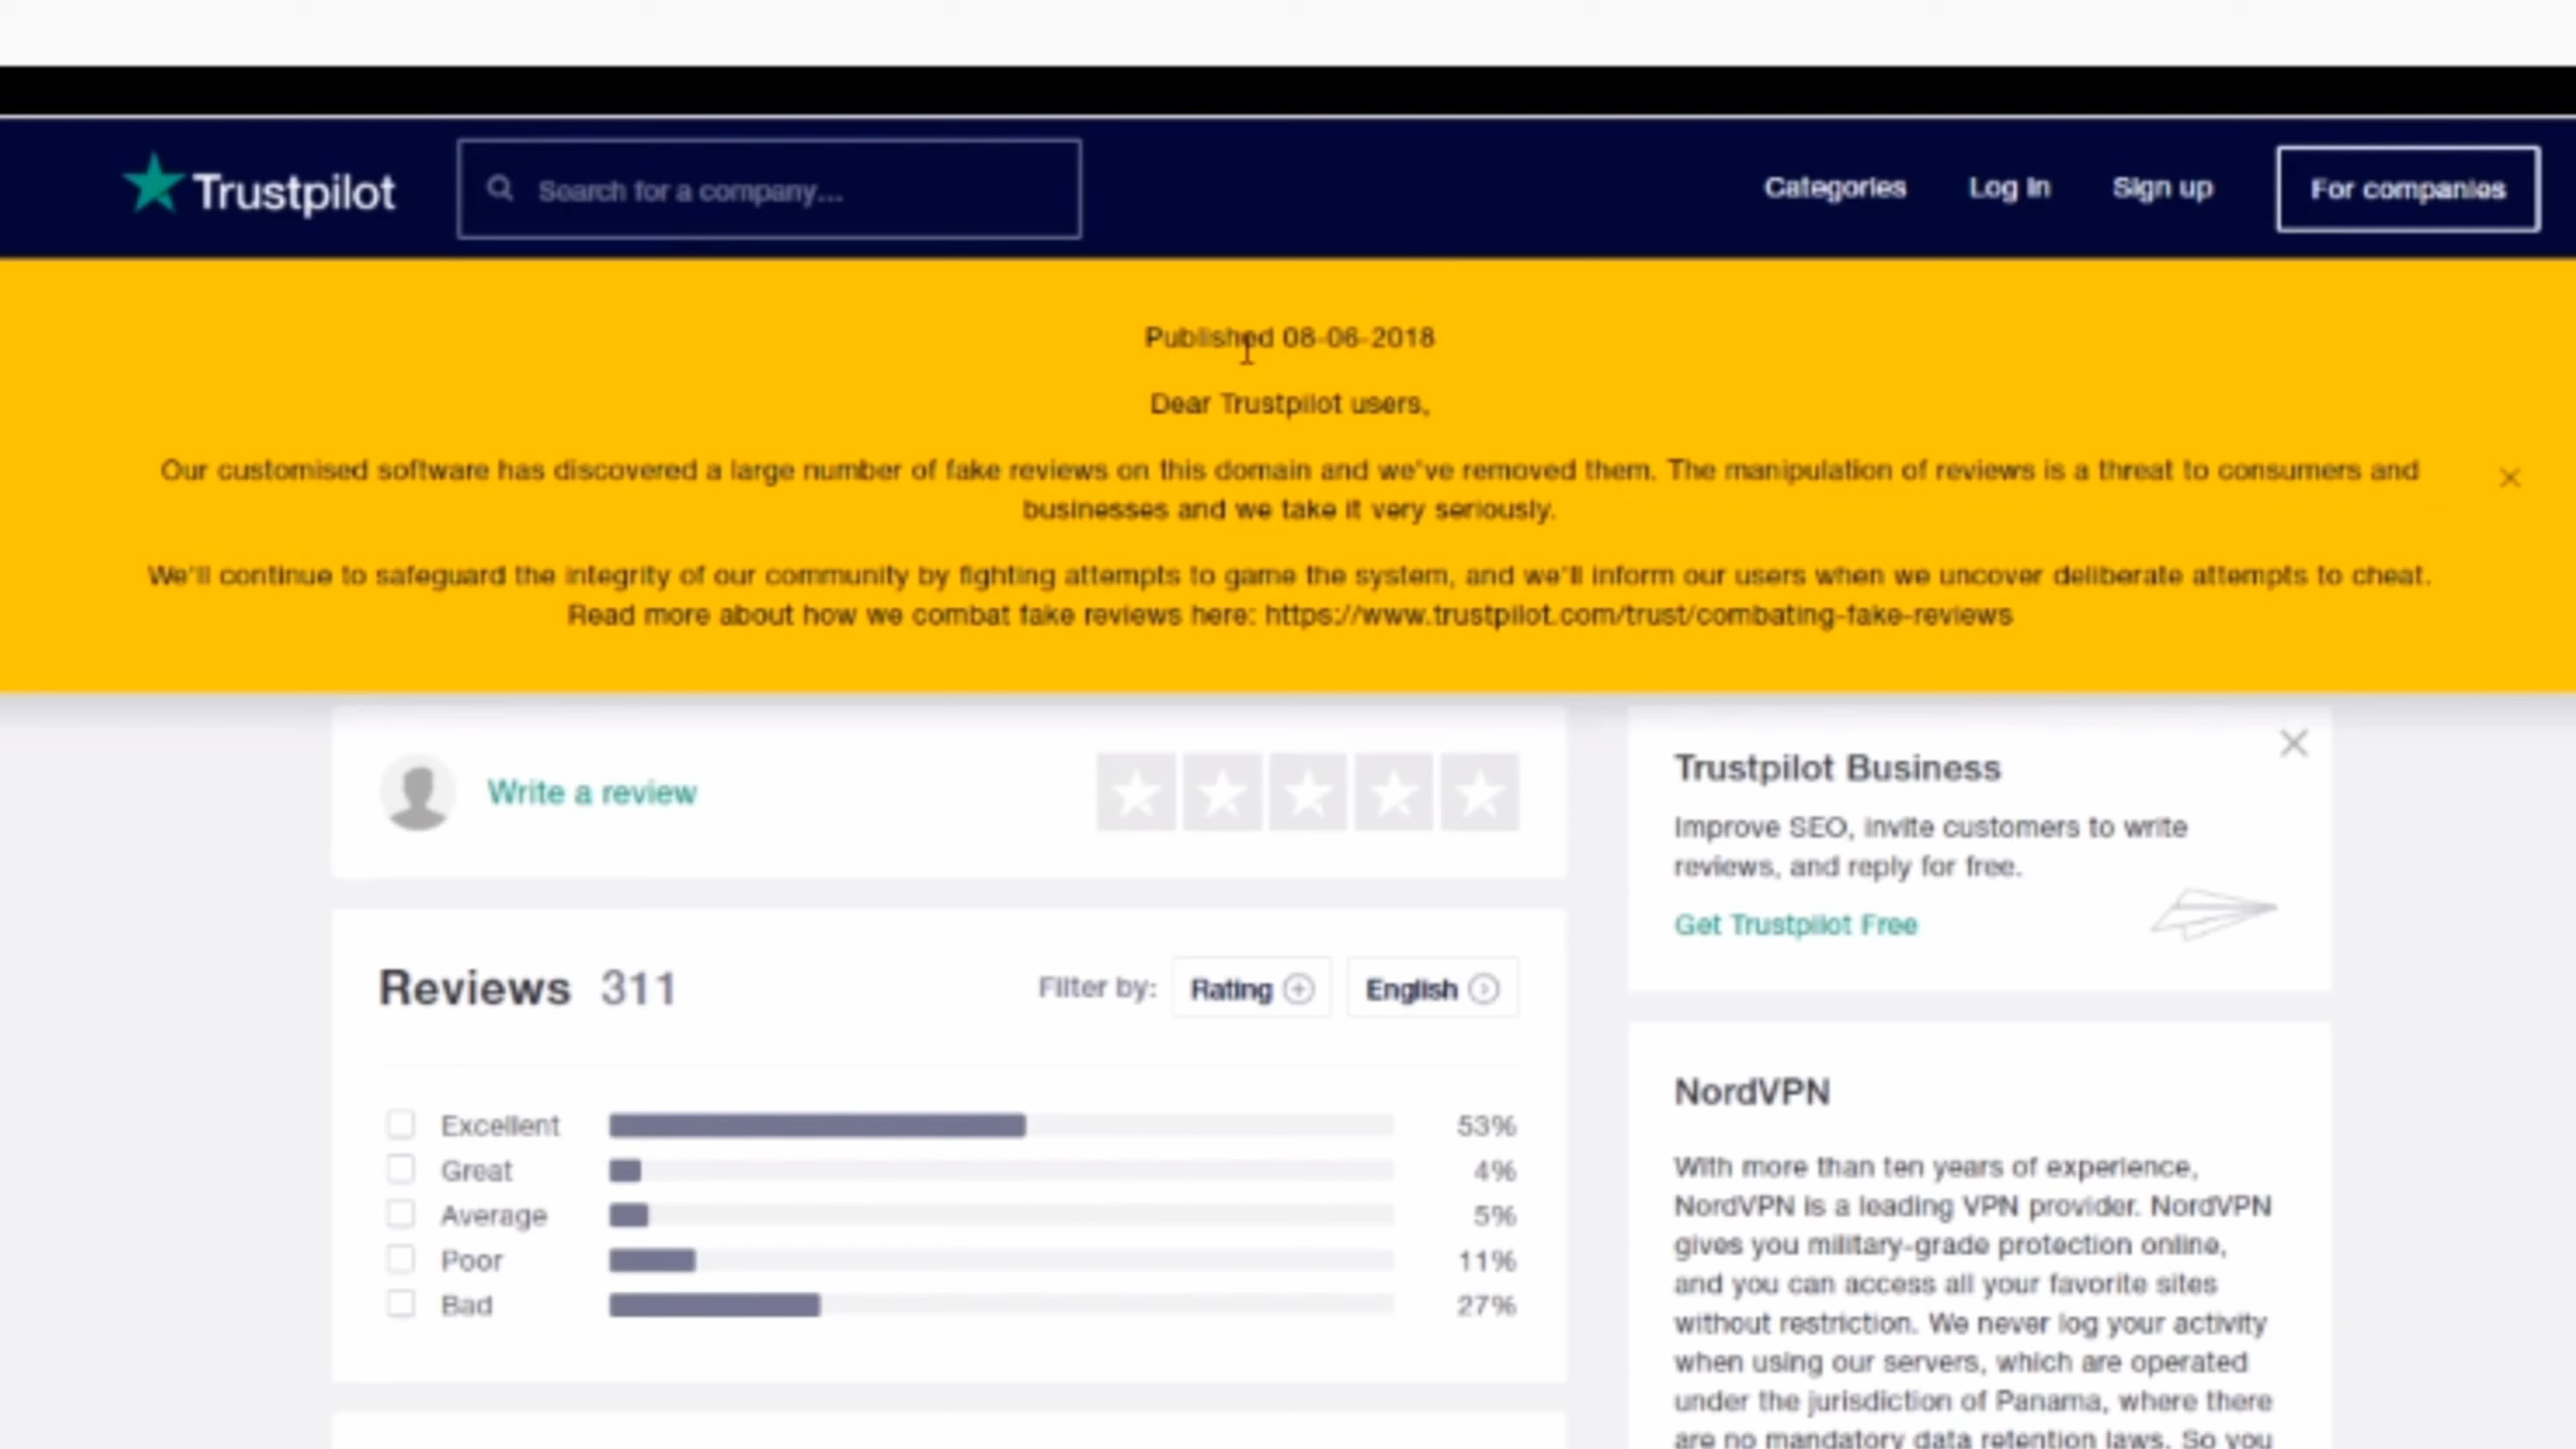 Trustpilot
Search for a company...
Categories
Log in
Sign up
For companies
Published 08-06-2018
Dear Trustpilot users,
Our customised software has discovered a large number of fake reviews on this domain and we've removed them. The manipulation of reviews is a threat to consumers and
businesses and we take it very seriously.
We'll continue to safeguard the integrity of our community by fighting attempts to game the system, and we'll inform our users when we uncover deliberate attempts to cheat.
Read more about how we combat fake reviews here: https://www.trustpilot.com/trust/combating-fake-reviews
Write a review
Reviews 311
Filter by: Rating English
Excellent 53%
Great 4%
Average 5%
Poor 11%
Bad 27%
Trustpilot Business
Improve SEO, invite customers to write
reviews, and reply for free.
Get Trustpilot Free
NordVPN
With more than ten years of experience,
NordVPN is a leading VPN provider. NordVPN
gives you military-grade protection online,
and you can access all your favorite sites
without restriction. We never log your activity
when using our servers, which are operated
under the jurisdiction of Panama, where there
are no mandatory data retention laws. So you